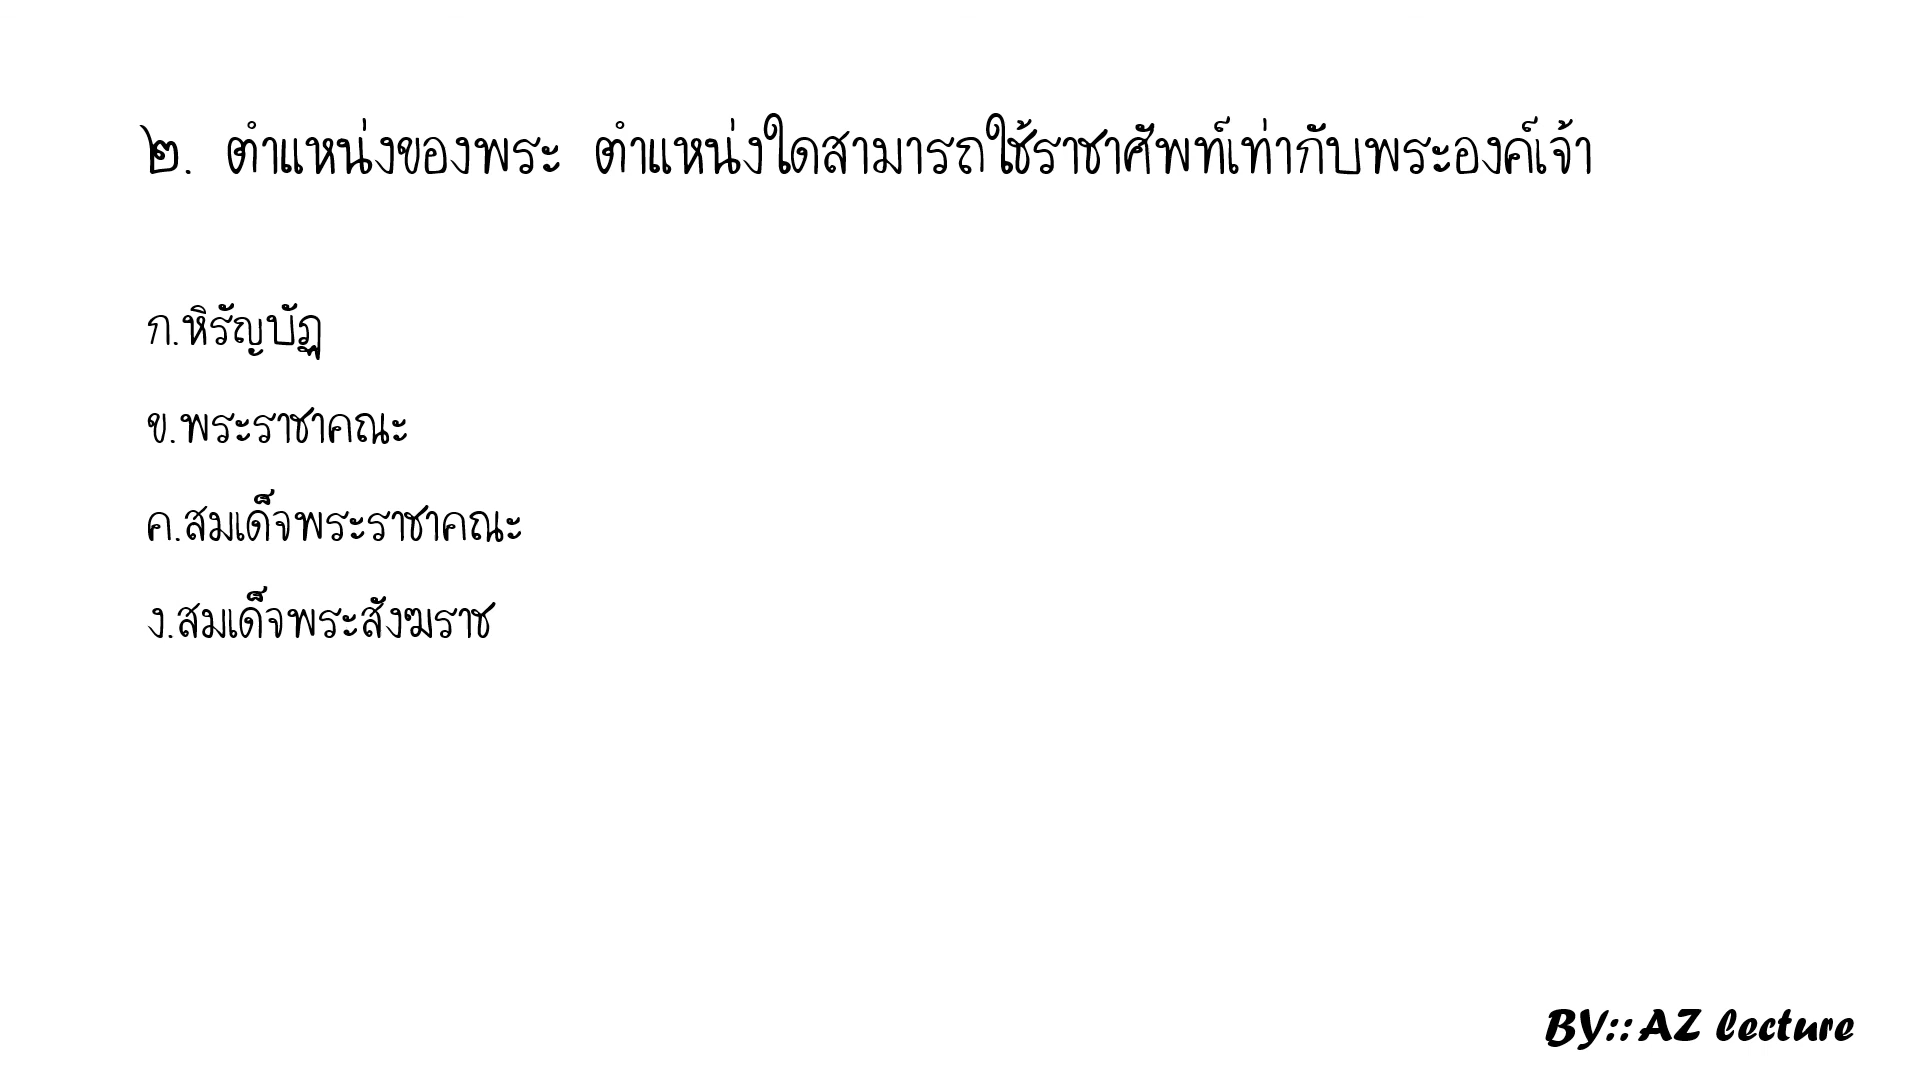 ๒. ตำแหน่งของพระ ตำแหน่งใดสามารถใช้ราชาศัพท์เท่ากับพระองค์เจ้า
ก.หิรัญบัฏ
ข.พระราชาคณะ
ค.สมเด็จพระราชาคณะ
ง.สมเด็จพระสังฆราช
BY:: AZ lecture